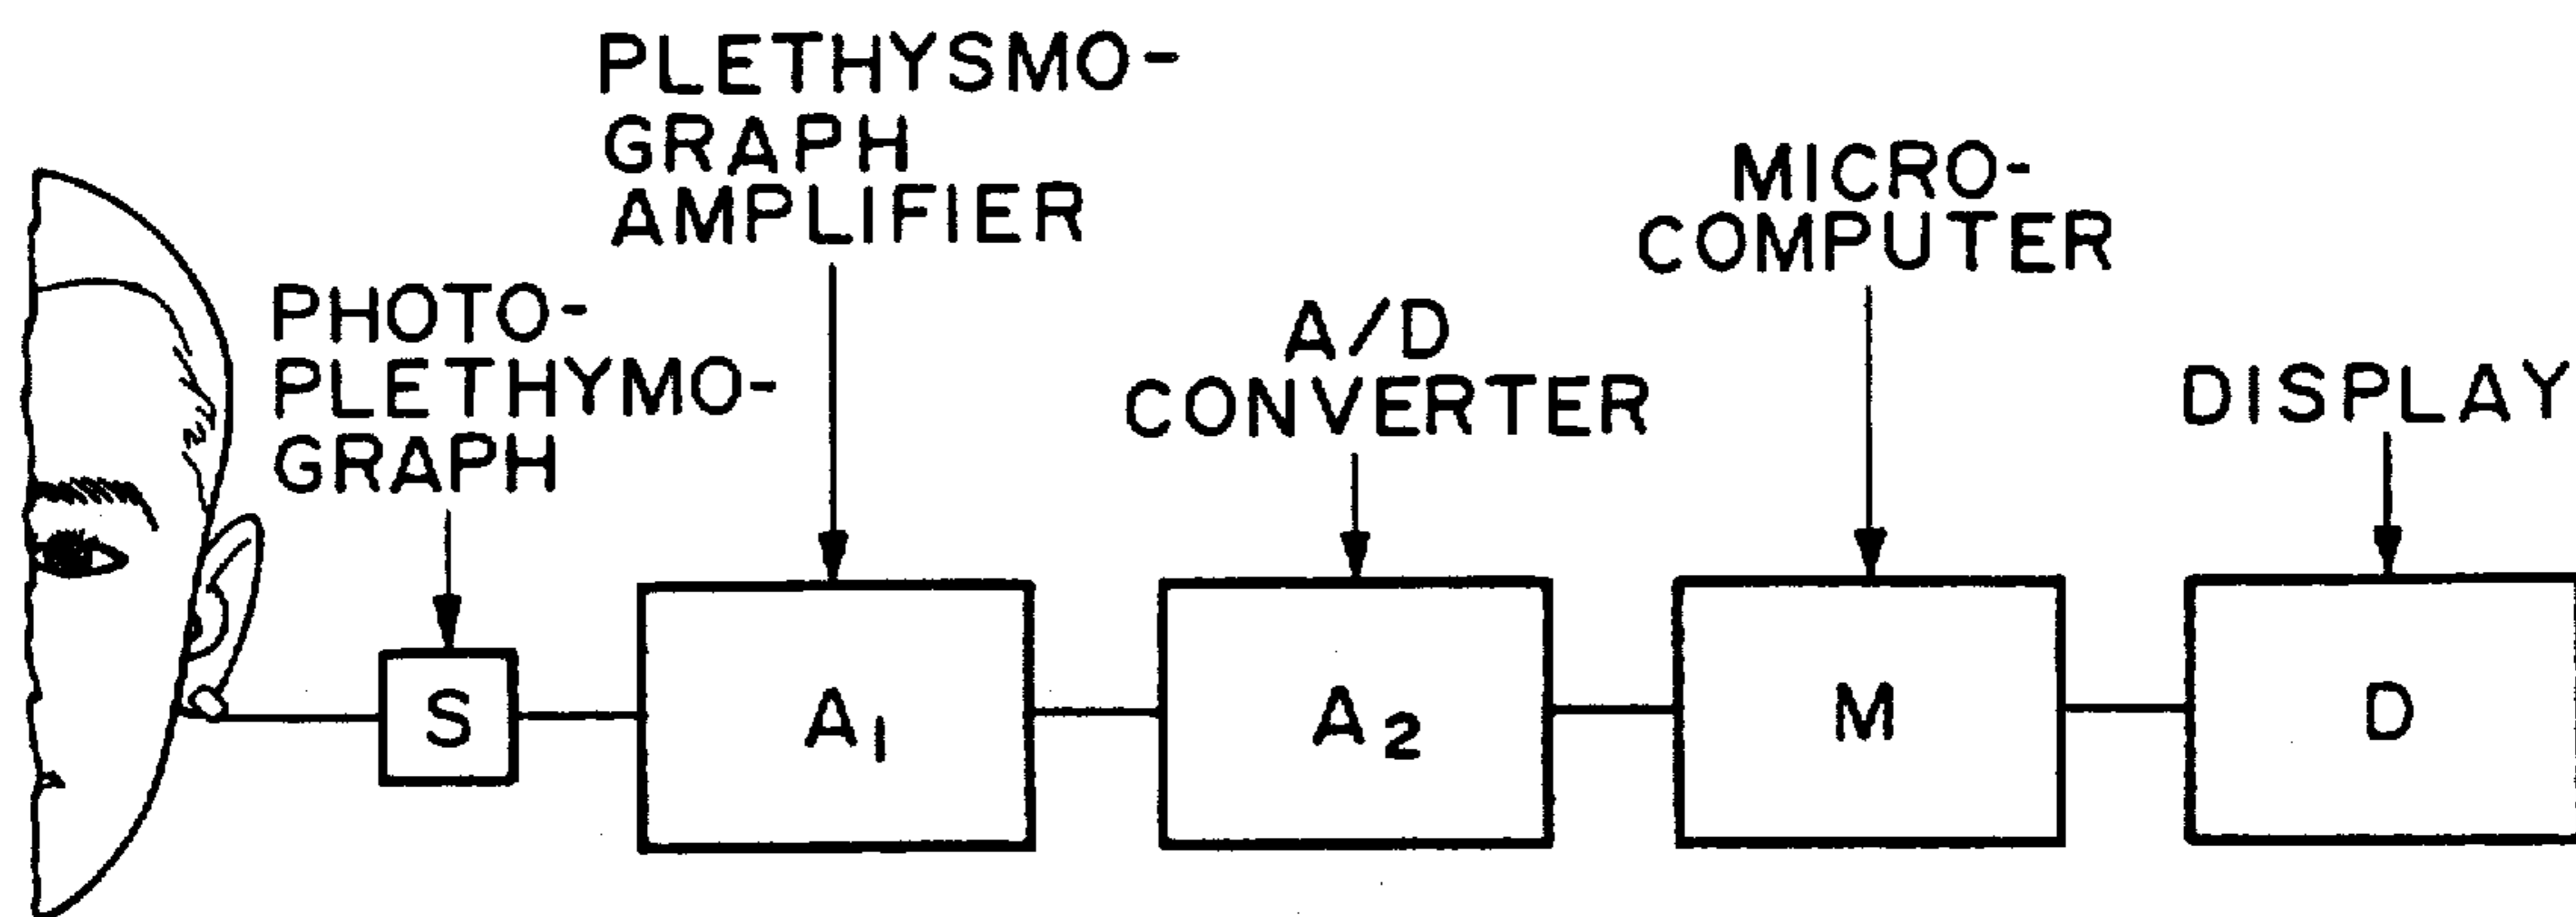 PLETHYSMO-
GRAPH
AMPLIFIER
PHOTO-
PLETHYMO-
GRAPH
A/D
CONVERTER
MICRO-
COMPUTER
DISPLAY
S
A1
A2
M
D